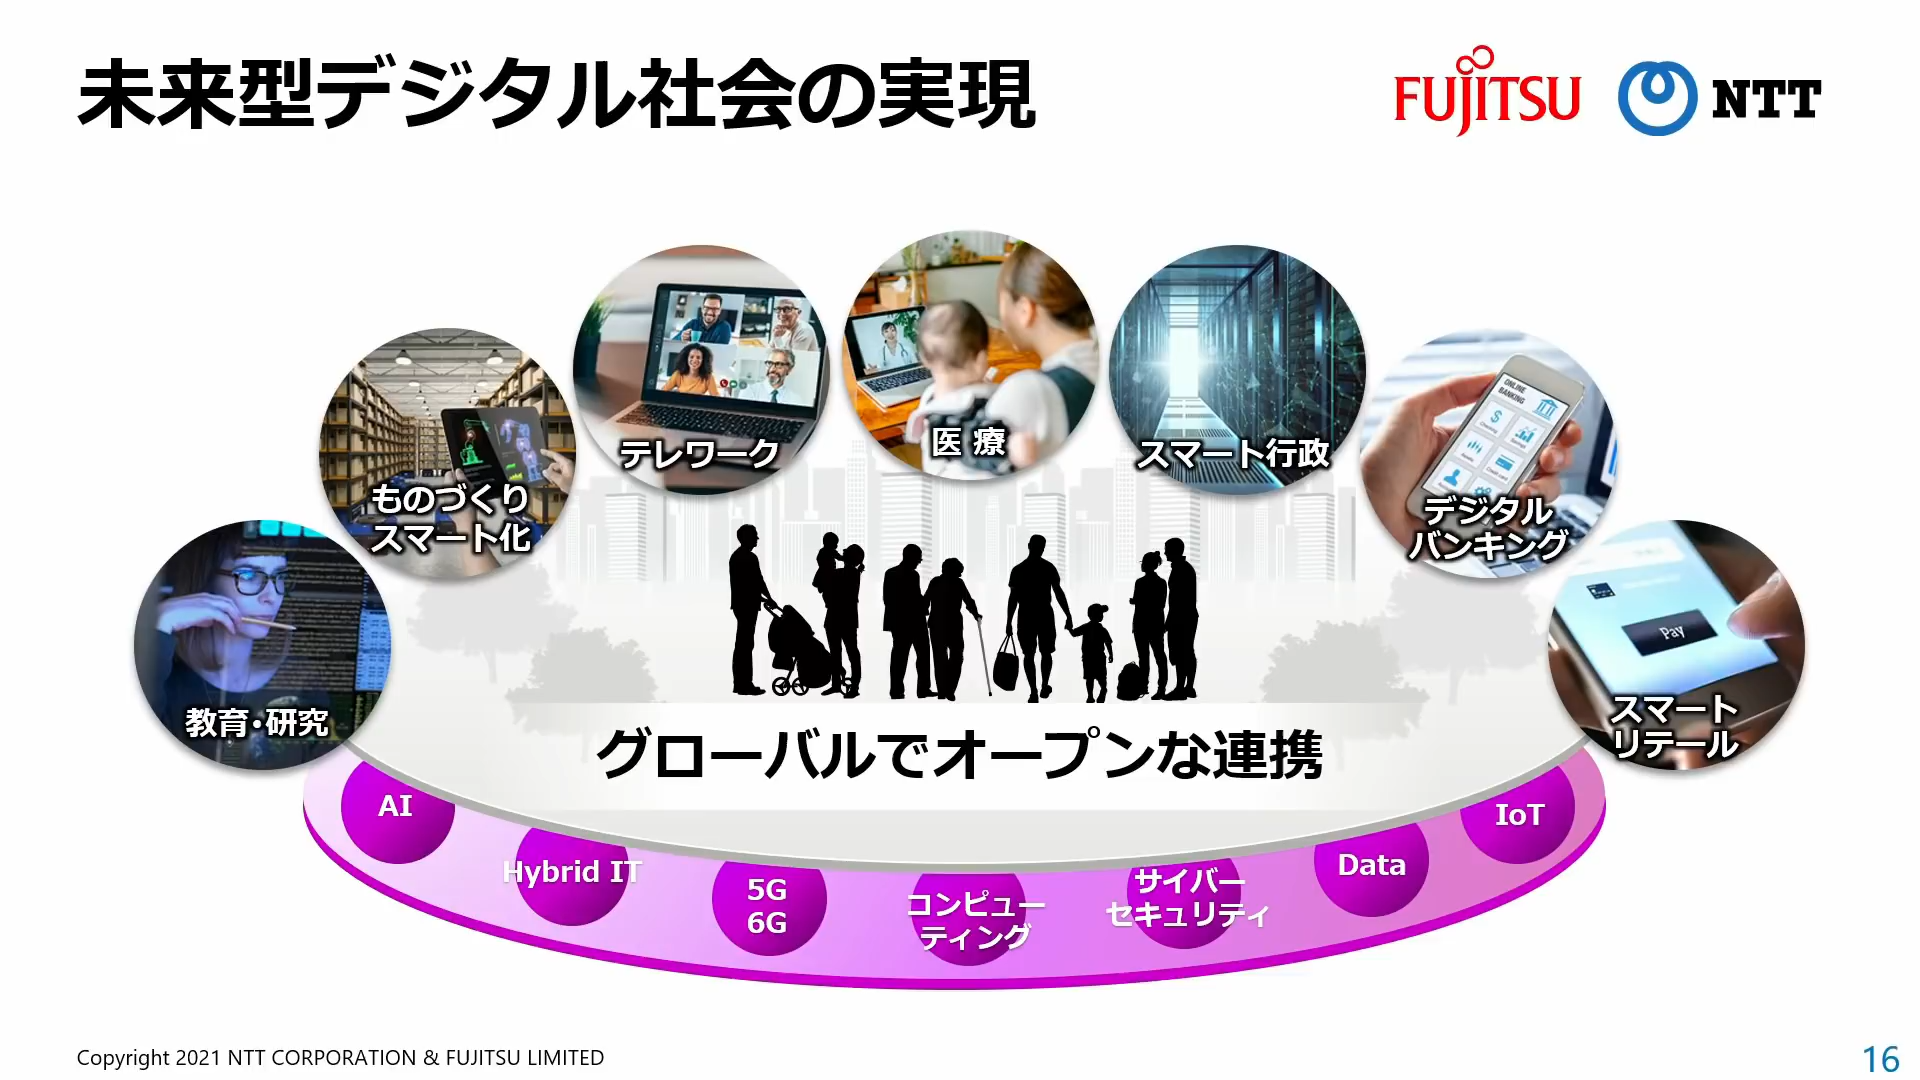 未来型デジタル社会の実現
FUJITSU
NTT
テレワーク
医療
スマート行政
ものづくり
スマート化
ONLINE
BANKING
デジタル
バンキング
教育・研究
Pay
スマート
リテール
グローバルでオープンな連携
AI
Hybrid IT
5G
6G
コンピュー
ティング
サイバー
セキュリティ
Data
IoT
Copyright 2021 NTT CORPORATION & FUJITSU LIMITED
16